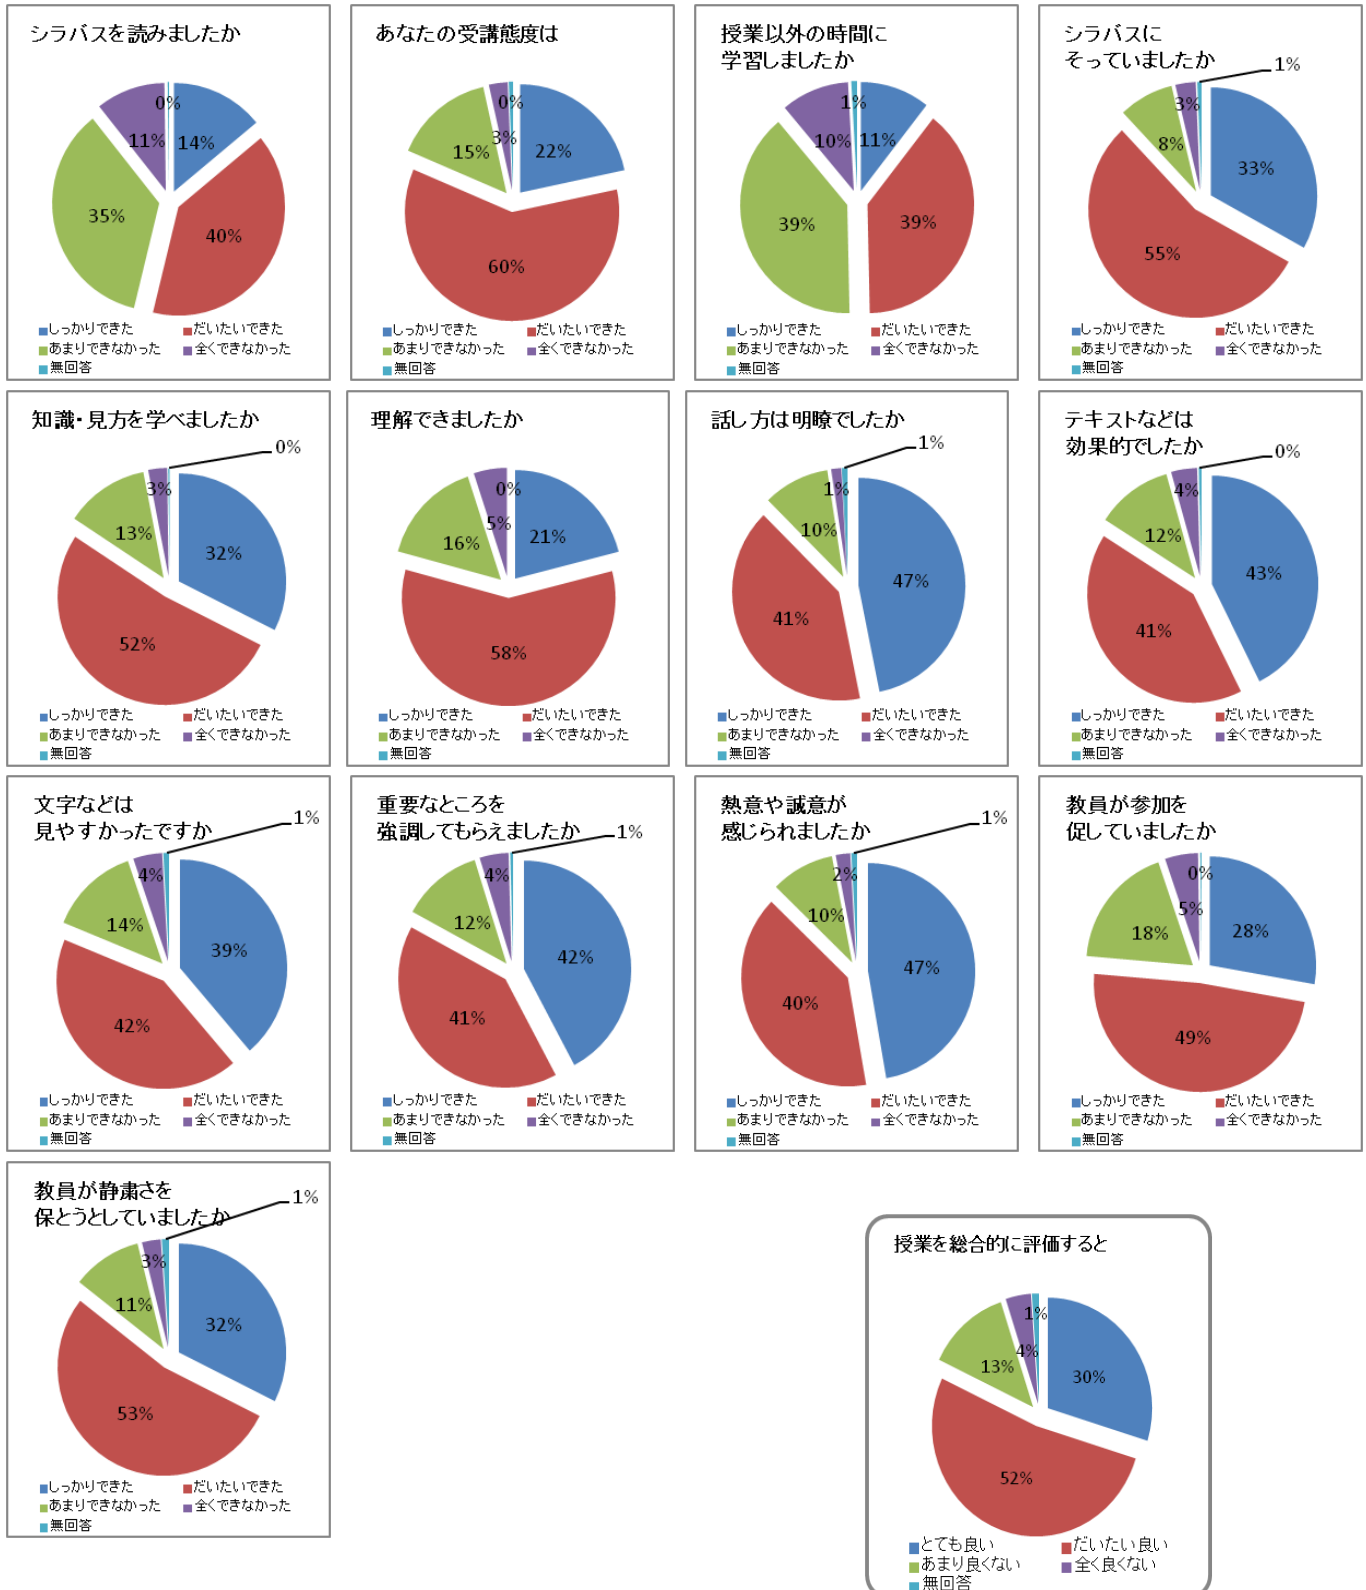 シラバスを読みましたか
0%
11%
14%
35%
40%
■しっかりできた ■だいたいできた
■あまりできなかった ■全くできなかった
■無回答
あなたの受講態度は
0%
3%
15%
22%
60%
■しっかりできた ■だいたいできた
■あまりできなかった ■全くできなかった
■無回答
授業以外の時間に
学習しましたか
1%
10%
11%
39%
39%
■しっかりできた ■だいたいできた
■あまりできなかった ■全くできなかった
■無回答
シラバスに
そっていましたか
1%
3%
8%
33%
55%
■しっかりできた ■だいたいできた
■あまりできなかった ■全くできなかった
■無回答
知識・見方を学べましたか
0%
3%
13%
32%
52%
■しっかりできた ■だいたいできた
■あまりできなかった ■全くできなかった
■無回答
理解できましたか
0%
5%
16%
21%
58%
■しっかりできた ■だいたいできた
■あまりできなかった ■全くできなかった
■無回答
話し方は明瞭でしたか
1%
1%
10%
47%
41%
■しっかりできた ■だいたいできた
■あまりできなかった ■全くできなかった
■無回答
テキストなどは
効果的でしたか
0%
4%
12%
43%
41%
■しっかりできた ■だいたいできた
■あまりできなかった ■全くできなかった
■無回答
文字などは
見やすかったですか
1%
4%
14%
39%
42%
■しっかりできた ■だいたいできた
■あまりできなかった ■全くできなかった
■無回答
重要なところを
強調してもらえましたか
1%
4%
12%
42%
41%
■しっかりできた ■だいたいできた
■あまりできなかった ■全くできなかった
■無回答
熱意や誠意が
感じられましたか
1%
2%
10%
47%
40%
■しっかりできた ■だいたいできた
■あまりできなかった ■全くできなかった
■無回答
教員が参加を
促していましたか
0%
5%
18%
28%
49%
■しっかりできた ■だいたいできた
■あまりできなかった ■全くできなかった
■無回答
教員が静粛さを
保とうとしていましたか
1%
3%
11%
32%
53%
■しっかりできた ■だいたいできた
■あまりできなかった ■全くできなかった
■無回答
授業を総合的に評価すると
1%
4%
13%
30%
52%
■とても良い ■だいたい良い
■あまり良くない ■全く良くない
■無回答